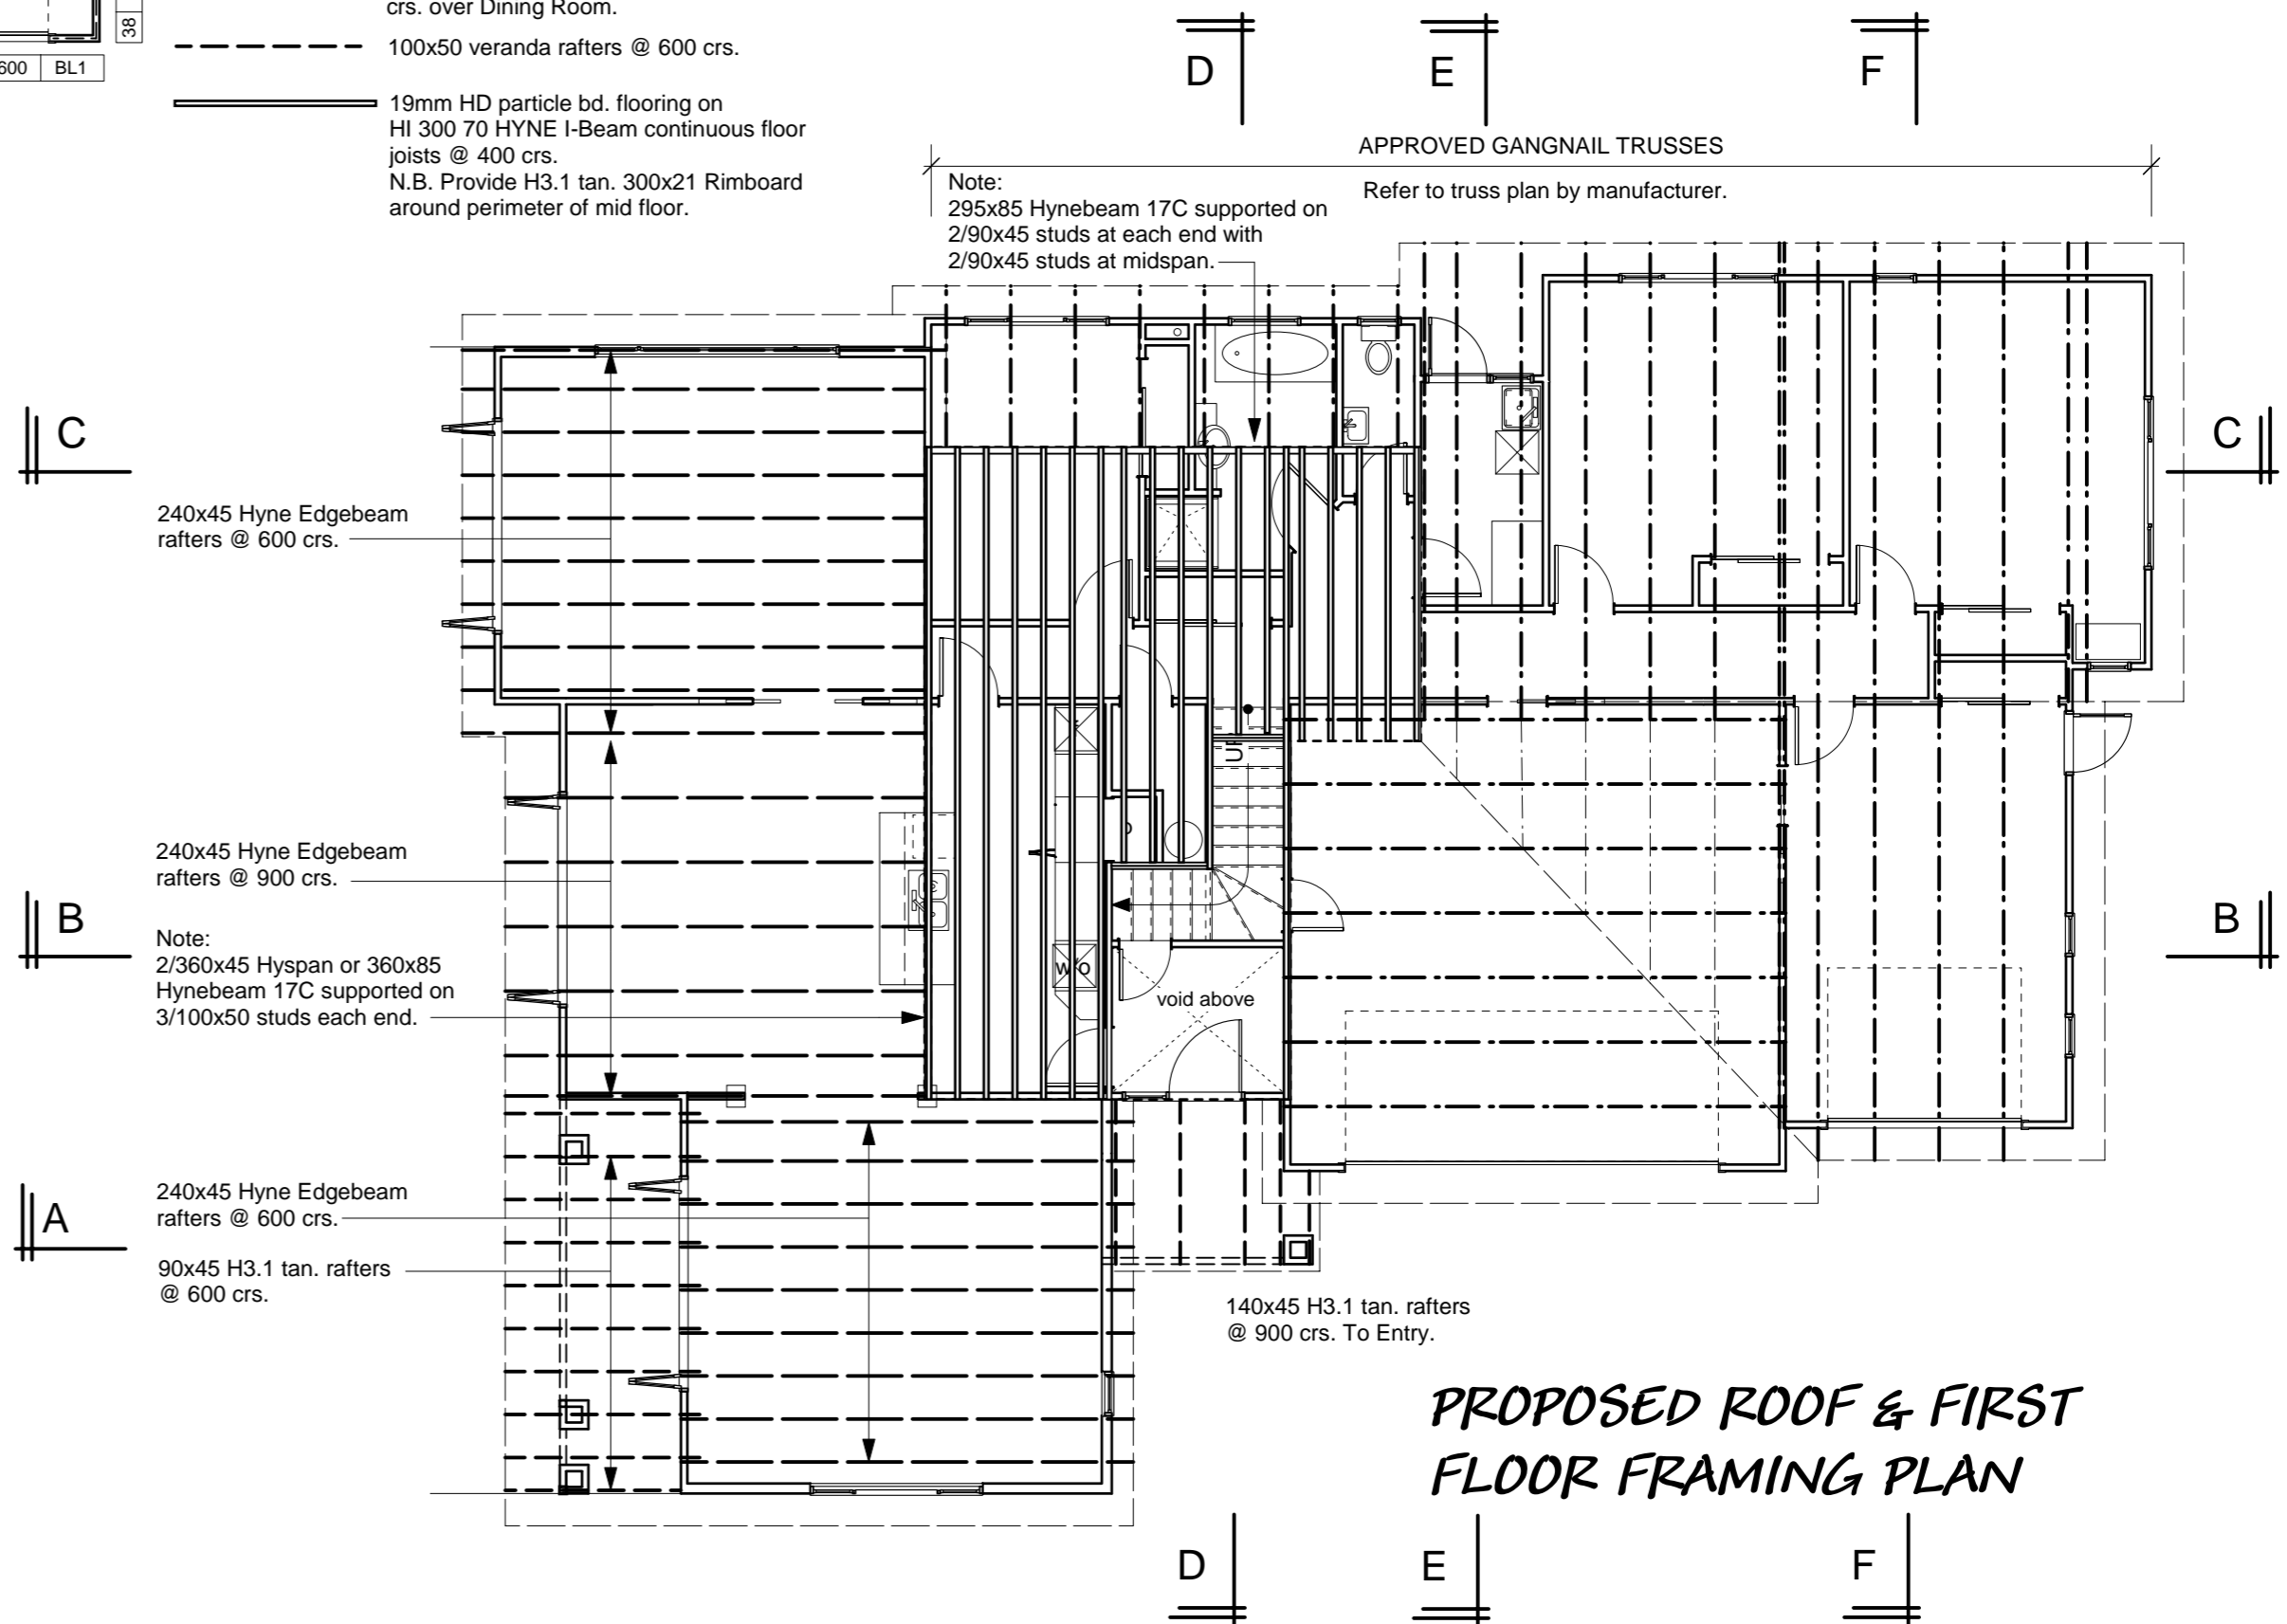 crs. over Dining Room.
38
600 BL1
100x50 veranda rafters @ 600 crs.
19mm HD particle bd. flooring on
HI 300 70 HYNE I-Beam continuous floor
joists @ 400 crs.
N.B. Provide H3.1 tan. 300x21 Rimboard
around perimeter of mid floor.
D
E
F
APPROVED GANGNAIL TRUSSES
Refer to truss plan by manufacturer.
Note:
295x85 Hynebeam 17C supported on
2/90x45 studs at each end with
2/90x45 studs at midspan.
C
C
240x45 Hyne Edgebeam
rafters @ 600 crs.
240x45 Hyne Edgebeam
rafters @ 900 crs.
B
B
Note:
2/360x45 Hyspan or 360x85
Hynebeam 17C supported on
3/100x50 studs each end.
w/o
void above
A
240x45 Hyne Edgebeam
rafters @ 600 crs.
90x45 H3.1 tan. rafters
@ 600 crs.
140x45 H3.1 tan. rafters
@ 900 crs. To Entry.
PROPOSED ROOF & FIRST
FLOOR FRAMING PLAN
D
E
F